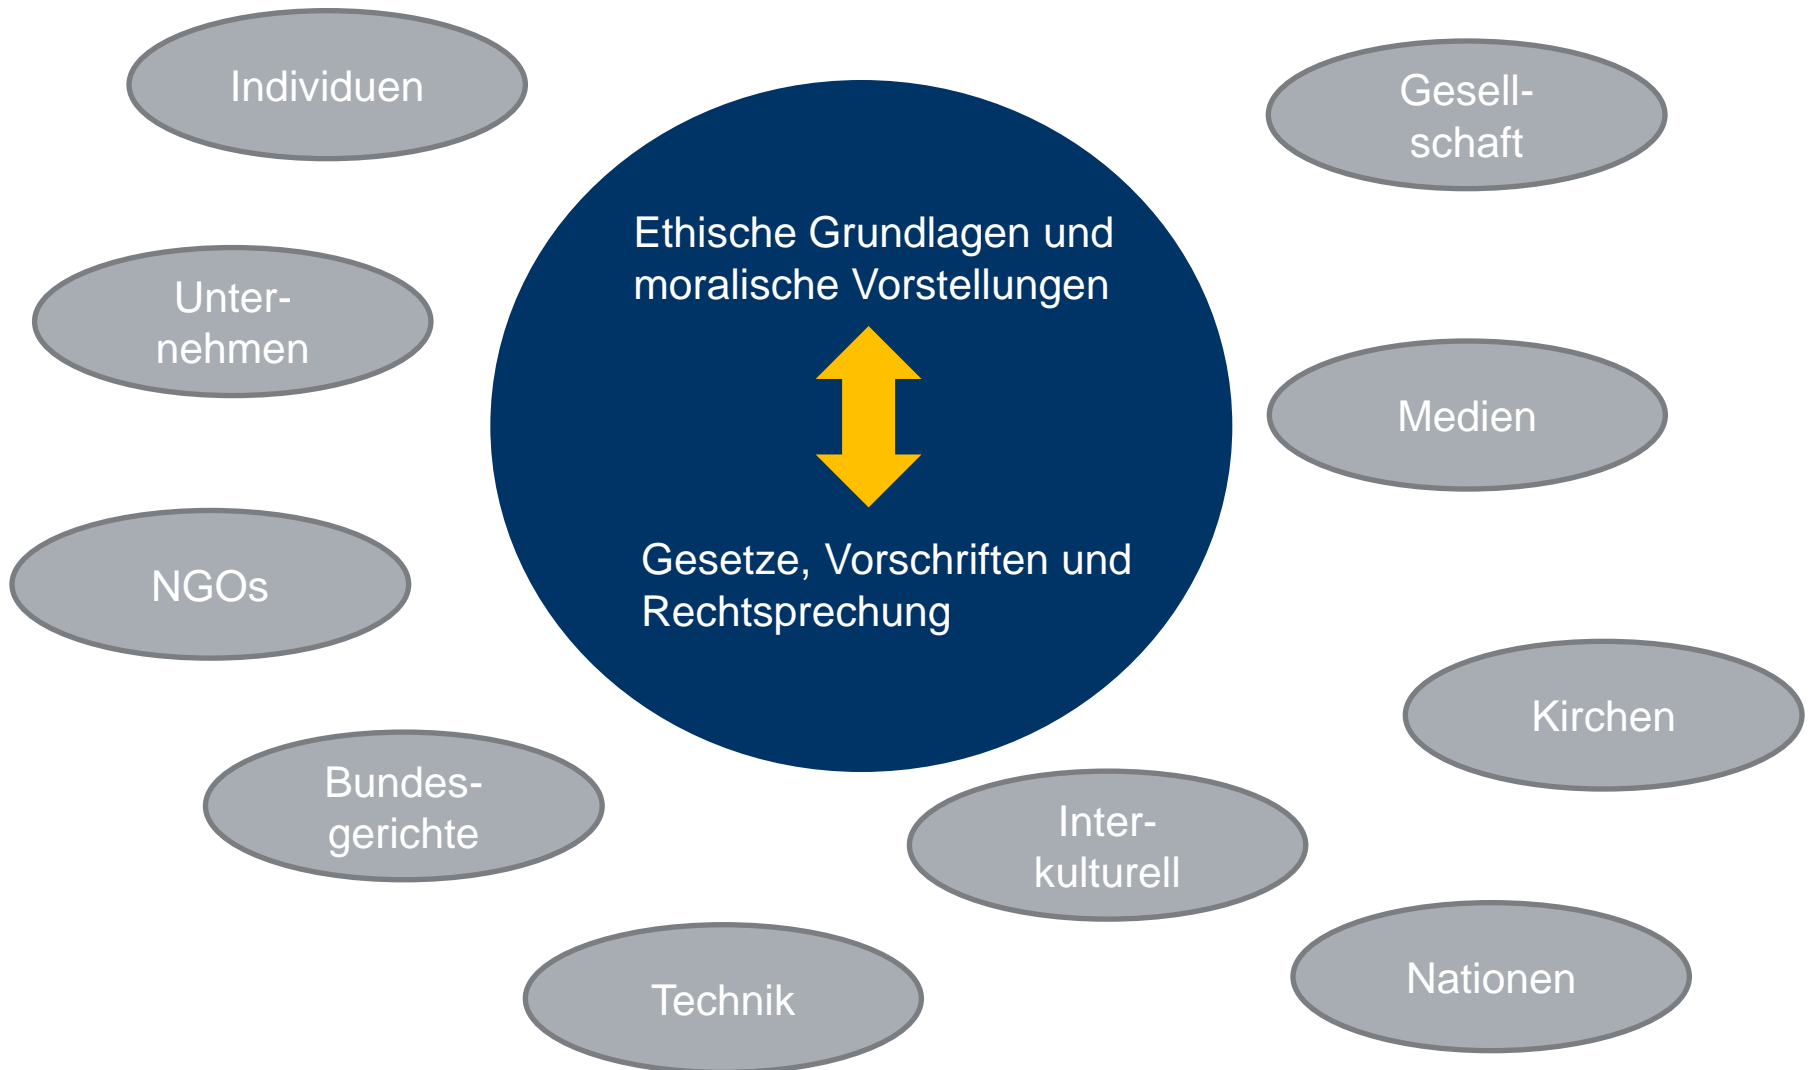 Individuen
Gesell-
schaft
Ethische Grundlagen und
moralische Vorstellungen
Unter-
nehmen
Medien
Gesetze, Vorschriften und
Rechtsprechung
NGOs
Kirchen
Bundes-
gerichte
Inter-
kulturell
Technik
Nationen